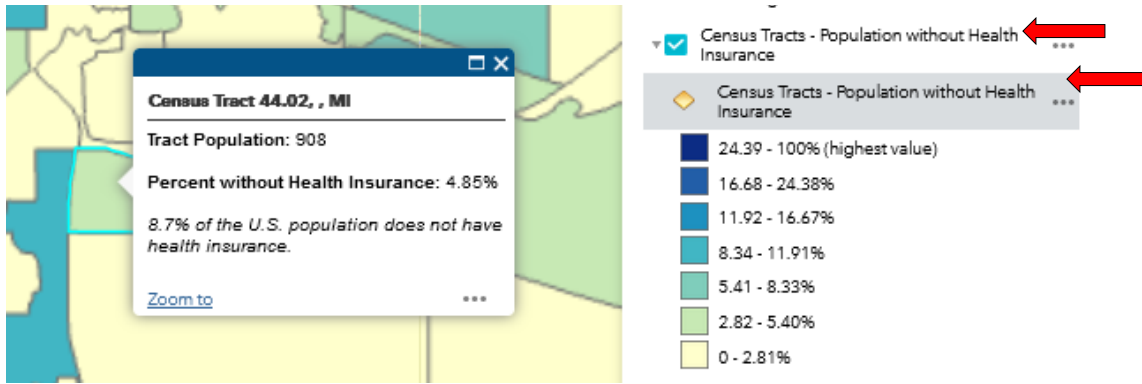 Census Tract 44.02, , MI
Tract Population: 908
Percent without Health Insurance: 4.85%
8.7% of the U.S. population does not have
health insurance.
Zoom to
Census Tracts - Population without Health
Insurance
Census Tracts - Population without Health
Insurance
24.39 - 100% (highest value)
16.68 - 24.38%
11.92 - 16.67%
8.34 - 11.91%
5.41 - 8.33%
2.82 - 5.40%
0 - 2.81%